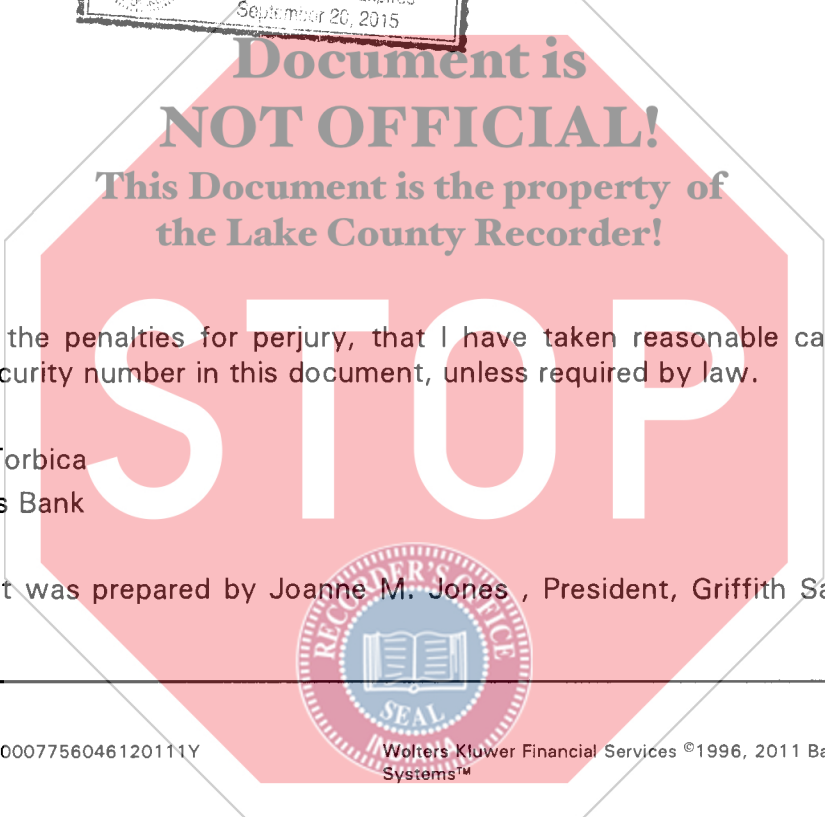 September 20, 2015
Document is
NOT OFFICIAL!
This Document is the property of
the Lake County Recorder!
the penalties for perjury, that I have taken reasonable ca
curity number in this document, unless required by law.
STOP
Torbica
s Bank
t was prepared by Joanne M. Jones , President, Griffith Sa
RECORDER'S OFFICE
SEAL
INDIANA
0007756046120111Y
Wolters Kluwer Financial Services ©1996, 2011 Ba
Systems™